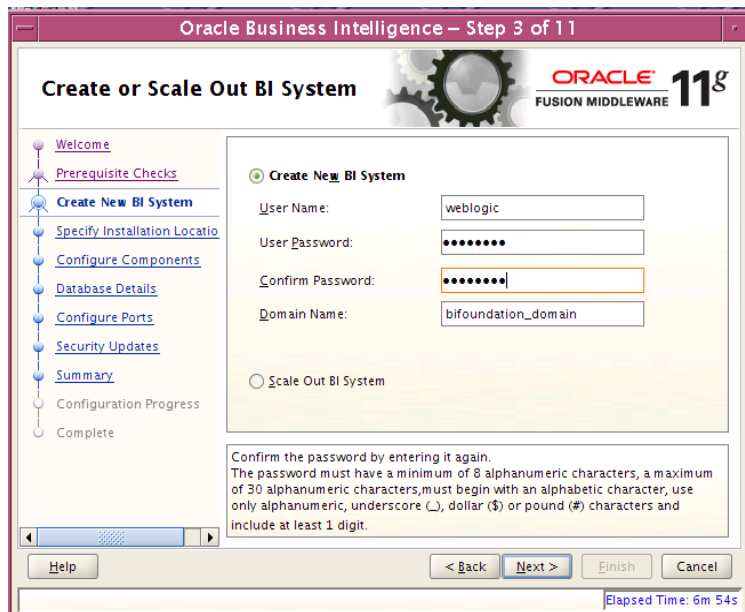 Oracle Business Intelligence – Step 3 of 11
Create or Scale Out BI System
ORACLE
FUSION MIDDLEWARE 11g
Welcome
Prerequisite Checks
Create New BI System
Specify Installation Locatio
Configure Components
Database Details
Configure Ports
Security Updates
Summary
Configuration Progress
Complete
Create New BI System
User Name: weblogic
User Password: ••••••••
Confirm Password: ••••••••
Domain Name: bifoundation_domain
Scale Out BI System
Confirm the password by entering it again.
The password must have a minimum of 8 alphanumeric characters, a maximum
of 30 alphanumeric characters,must begin with an alphabetic character, use
only alphanumeric, underscore (_), dollar ($) or pound (#) characters and
include at least 1 digit.
Help
< Back Next > Finish Cancel
Elapsed Time: 6m 54s